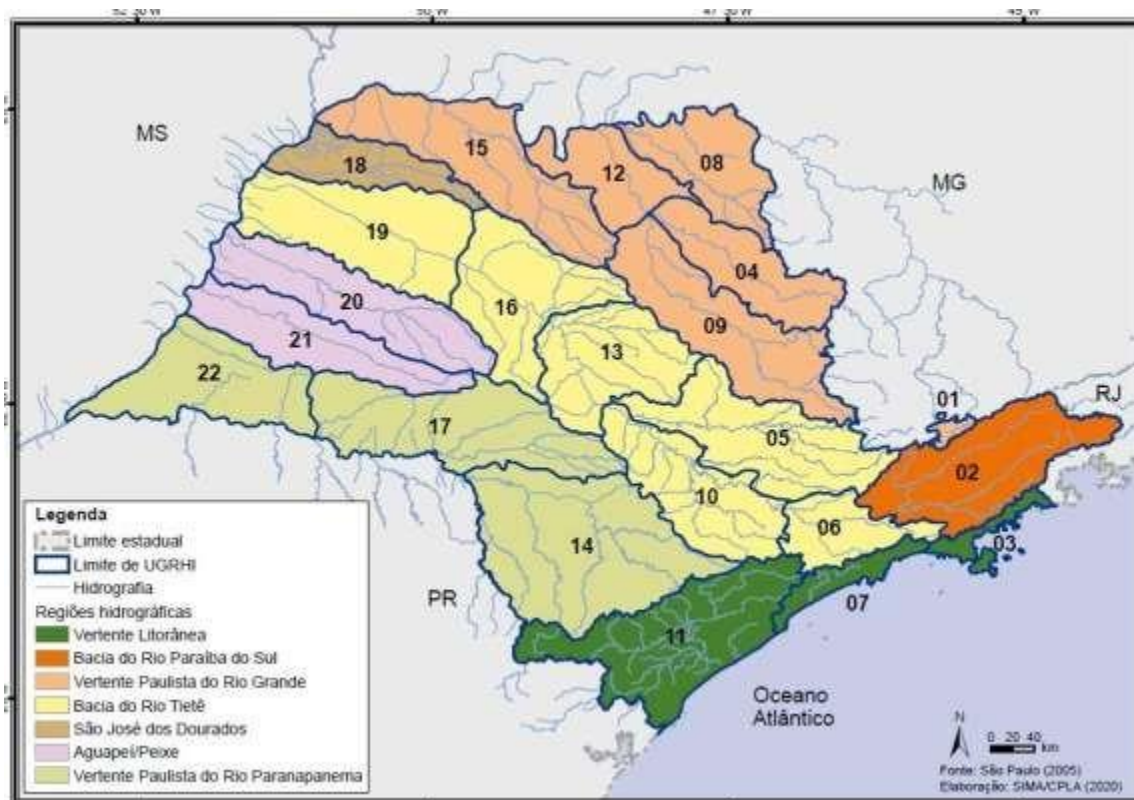 50°W
45°W
MS
MG
RJ
PR
15
12
08
18
19
04
16
20
09
13
21
22
01
17
05
02
10
06
03
14
07
11
Oceano
Atlântico
Legenda
Limite estadual
Limite de UGRHI
Hidrografia
Regiões hidrográficas
Vertente Litorânea
Bacia do Rio Paraíba do Sul
Vertente Paulista do Rio Grande
Bacia do Rio Tietê
São José dos Dourados
Aguapeí/Peixe
Vertente Paulista do Rio Paranapanema
N
0 20 40
km
Fonte: São Paulo (2005)
Elaboração: SIMA/CPLA (2020)